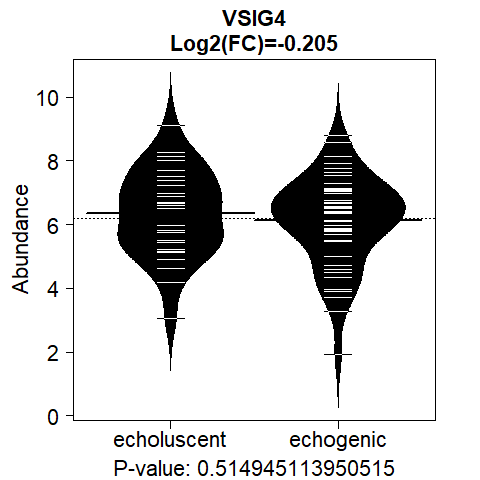 VSIG4
Log2(FC)=-0.205
10
8
6
4
2
0
Abundance
echoluscent echogenic
P-value: 0.514945113950515